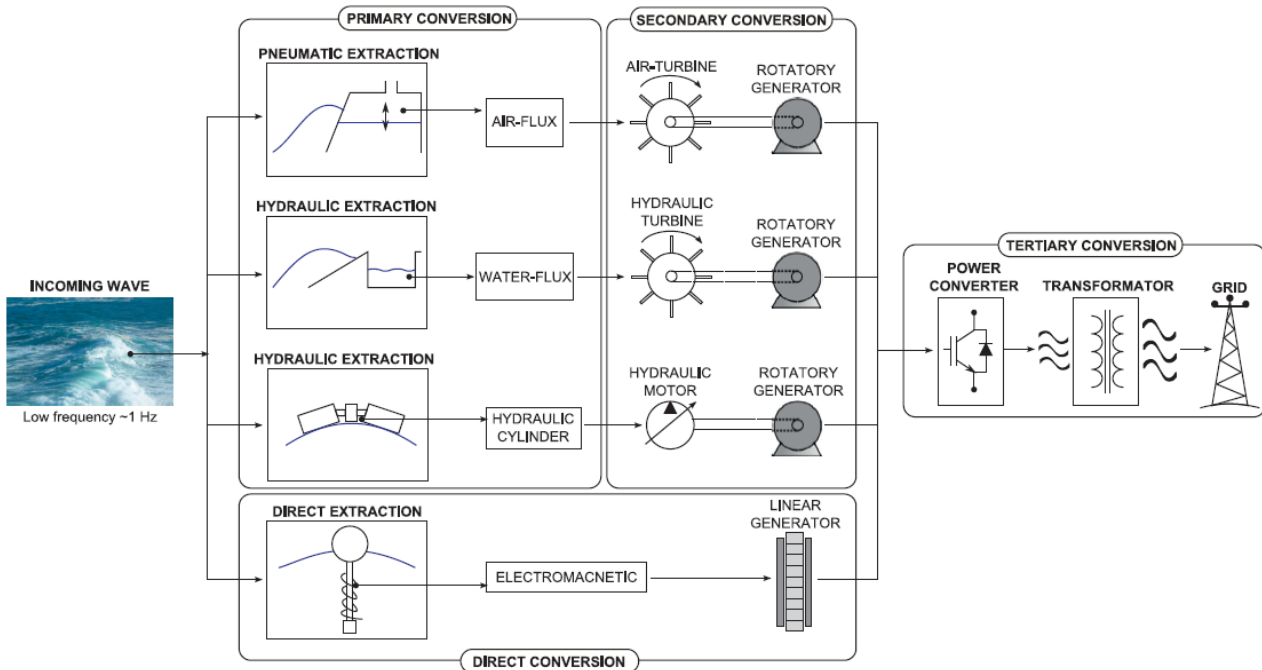 PRIMARY CONVERSION
SECONDARY CONVERSION
PNEUMATIC EXTRACTION
AIR-FLUX
AIR-TURBINE
ROTATORY
GENERATOR
HYDRAULIC EXTRACTION
WATER-FLUX
HYDRAULIC
TURBINE
ROTATORY
GENERATOR
INCOMING WAVE
Low frequency ~1 Hz
HYDRAULIC EXTRACTION
HYDRAULIC
CYLINDER
HYDRAULIC
MOTOR
ROTATORY
GENERATOR
TERTIARY CONVERSION
POWER
CONVERTER
TRANSFORMATOR
GRID
DIRECT EXTRACTION
ELECTROMACNETIC
LINEAR
GENERATOR
DIRECT CONVERSION